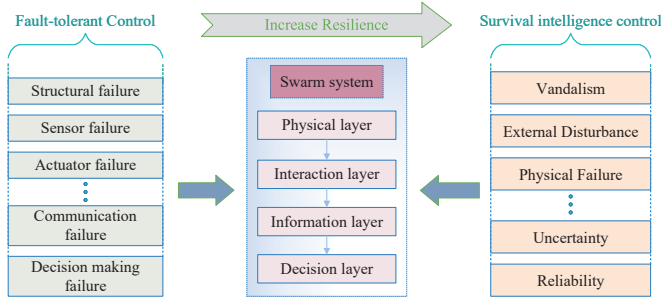 Fault-tolerant Control
Increase Resilience
Survival intelligence control
Structural failure
Sensor failure
Actuator failure
Communication
failure
Decision making
failure
Swarm system
Physical layer
Interaction layer
Information layer
Decision layer
Vandalism
External Disturbance
Physical Failure
Uncertainty
Reliability